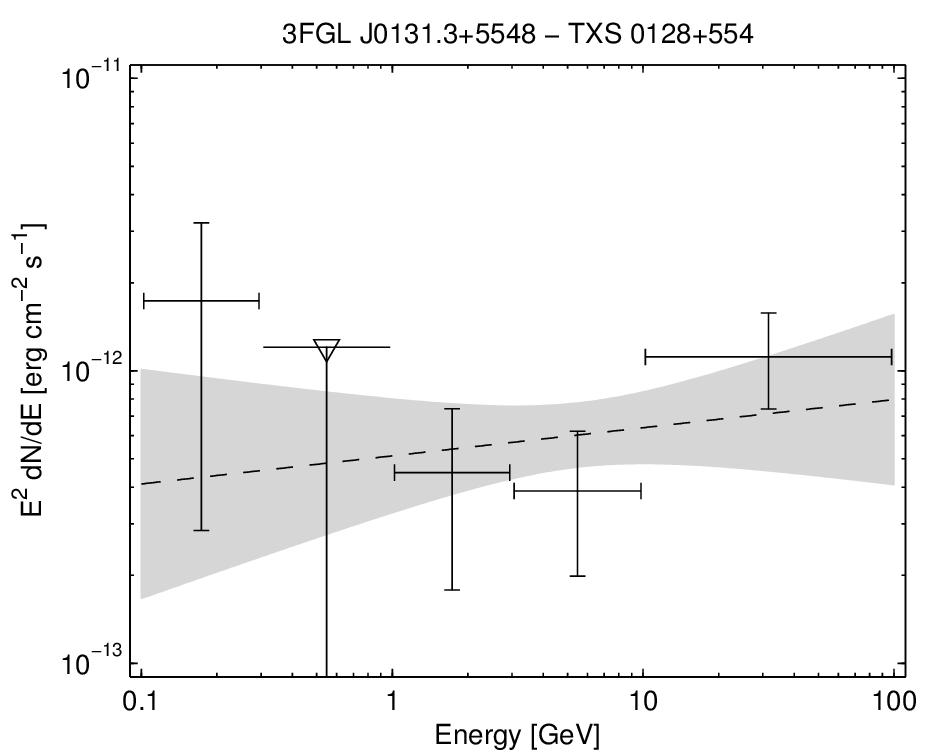 3FGL J0131.3+5548 − TXS 0128+554
10⁻¹¹
10⁻¹²
10⁻¹³
E² dN/dE [erg cm⁻² s⁻¹]
0.1 1 10 100
Energy [GeV]